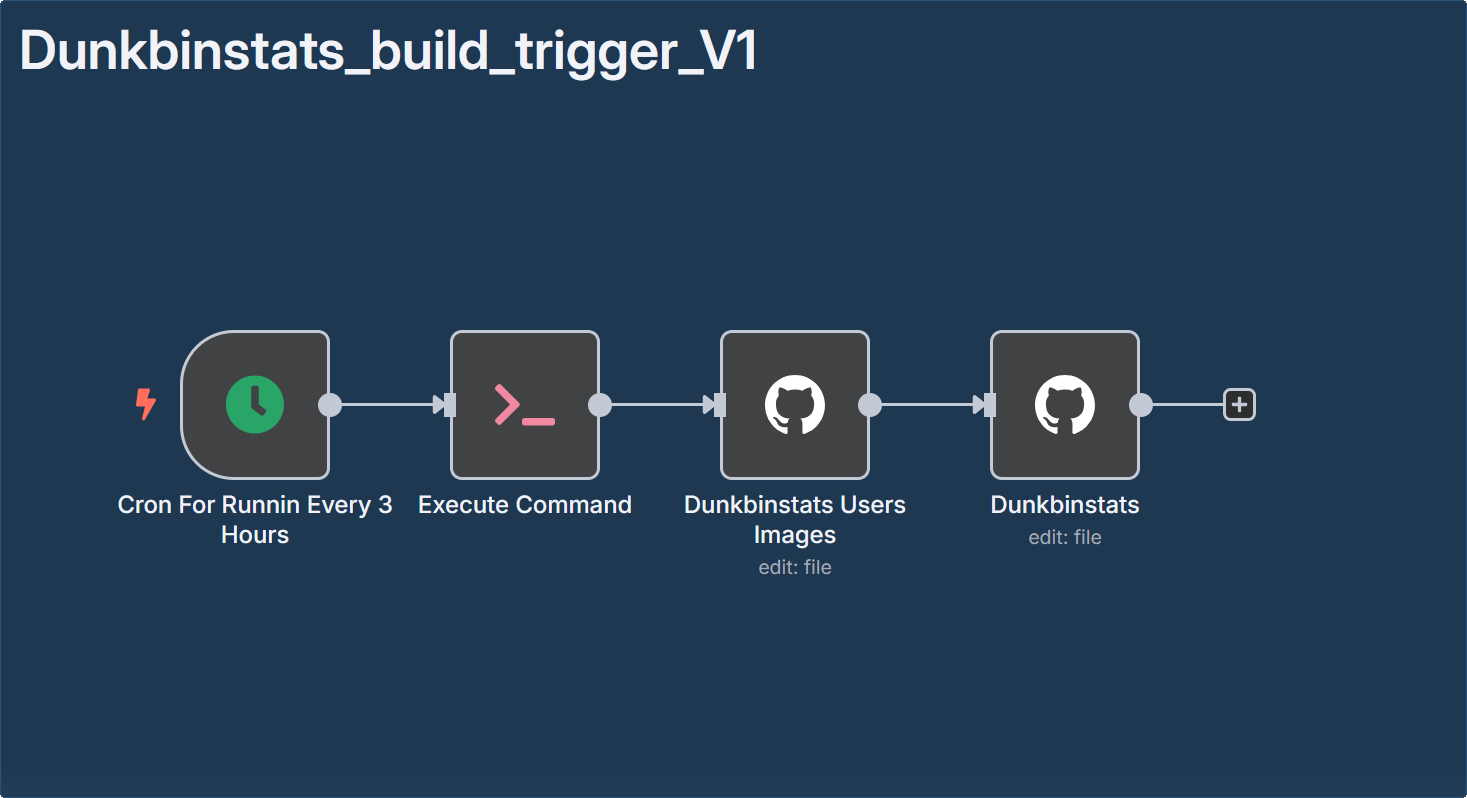 Dunkbinstats_build_trigger_V1
Cron For Runnin Every 3
Hours
Execute Command
Dunkbinstats Users
Images
edit: file
Dunkbinstats
edit: file